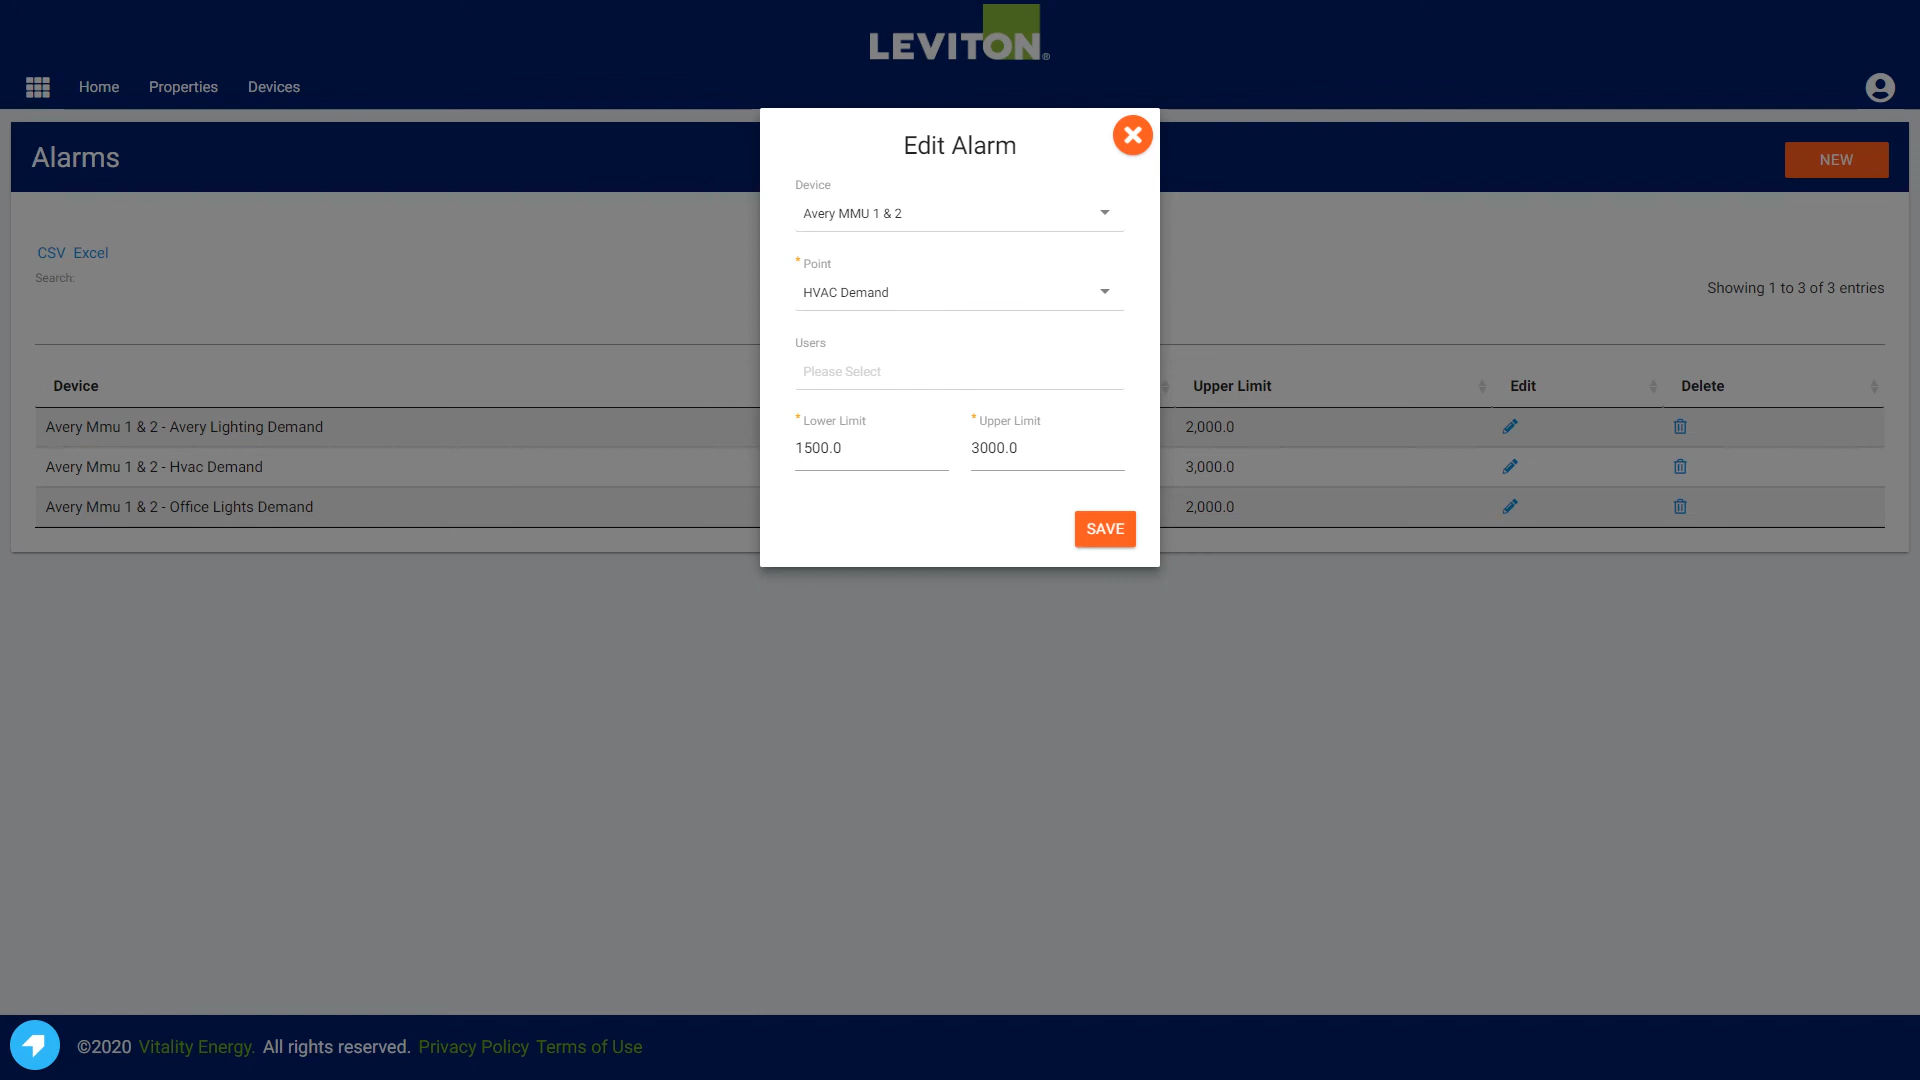 LEVITON®
Home Properties Devices
Alarms
NEW
CSV Excel
Search:
Showing 1 to 3 of 3 entries
Device Upper Limit Edit Delete
Avery Mmu 1 & 2 - Avery Lighting Demand 2,000.0
Avery Mmu 1 & 2 - Hvac Demand 3,000.0
Avery Mmu 1 & 2 - Office Lights Demand 2,000.0
Edit Alarm
Device
Avery MMU 1 & 2
* Point
HVAC Demand
Users
Please Select
* Lower Limit * Upper Limit
1500.0 3000.0
SAVE
©2020 Vitality Energy. All rights reserved. Privacy Policy Terms of Use